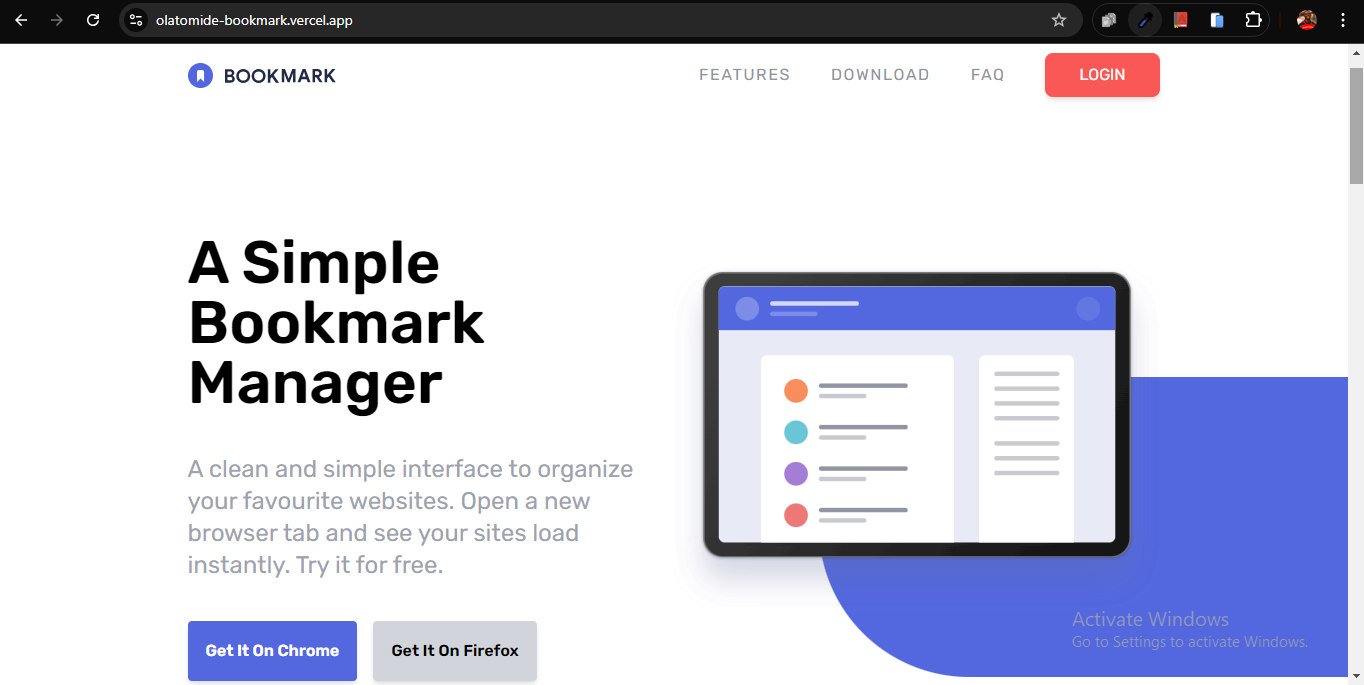 olatomide-bookmark.vercel.app
BOOKMARK
FEATURES
DOWNLOAD
FAQ
LOGIN
A Simple
Bookmark
Manager
A clean and simple interface to organize
your favourite websites. Open a new
browser tab and see your sites load
instantly. Try it for free.
Get It On Chrome
Get It On Firefox
Activate Windows
Go to Settings to activate Windows.